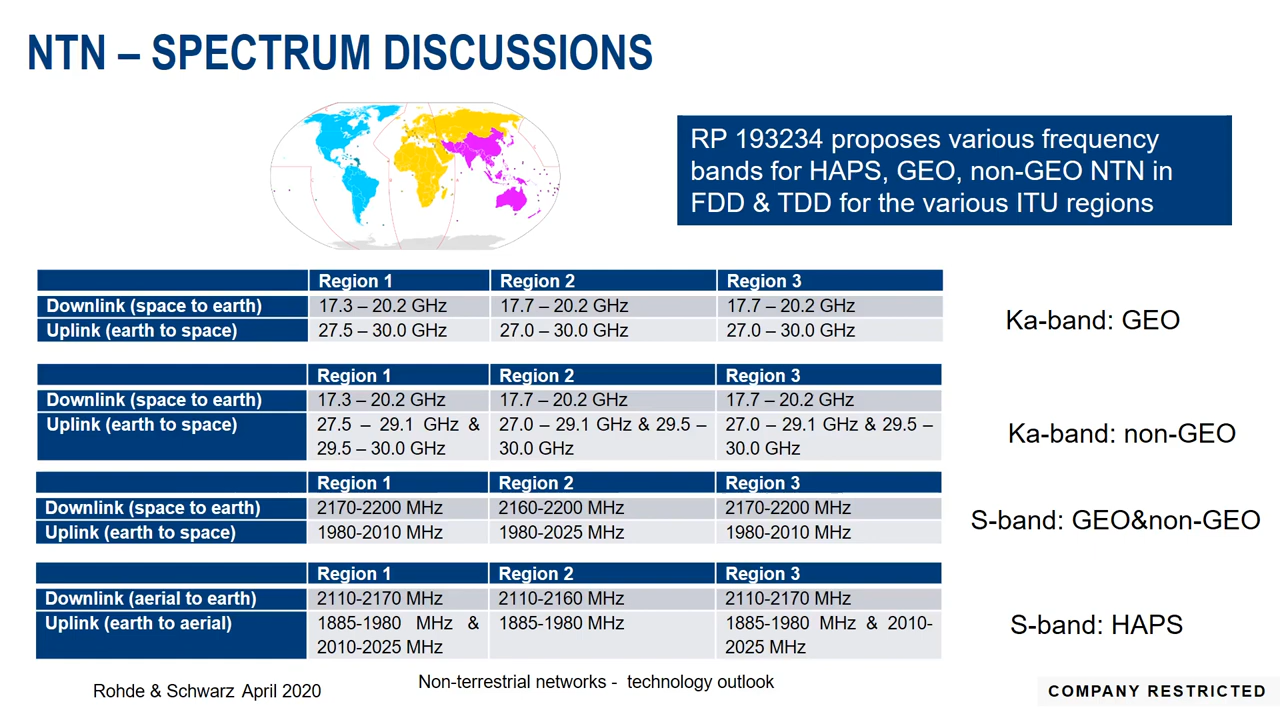 NTN – SPECTRUM DISCUSSIONS
RP 193234 proposes various frequency
bands for HAPS, GEO, non-GEO NTN in
FDD & TDD for the various ITU regions
Region 1 Region 2 Region 3
Downlink (space to earth) 17.3 – 20.2 GHz 17.7 – 20.2 GHz 17.7 – 20.2 GHz
Uplink (earth to space) 27.5 – 30.0 GHz 27.0 – 30.0 GHz 27.0 – 30.0 GHz
Ka-band: GEO
Region 1 Region 2 Region 3
Downlink (space to earth) 17.3 – 20.2 GHz 17.7 – 20.2 GHz 17.7 – 20.2 GHz
Uplink (earth to space) 27.5 – 29.1 GHz & 27.0 – 29.1 GHz & 29.5 – 27.0 – 29.1 GHz & 29.5 –
29.5 – 30.0 GHz 30.0 GHz 30.0 GHz
Ka-band: non-GEO
Region 1 Region 2 Region 3
Downlink (space to earth) 2170-2200 MHz 2160-2200 MHz 2170-2200 MHz
Uplink (earth to space) 1980-2010 MHz 1980-2025 MHz 1980-2010 MHz
S-band: GEO&non-GEO
Region 1 Region 2 Region 3
Downlink (aerial to earth) 2110-2170 MHz 2110-2160 MHz 2110-2170 MHz
Uplink (earth to aerial) 1885-1980 MHz & 1885-1980 MHz 1885-1980 MHz & 2010-
2010-2025 MHz 2025 MHz
S-band: HAPS
Rohde & Schwarz April 2020
Non-terrestrial networks - technology outlook
COMPANY RESTRICTED